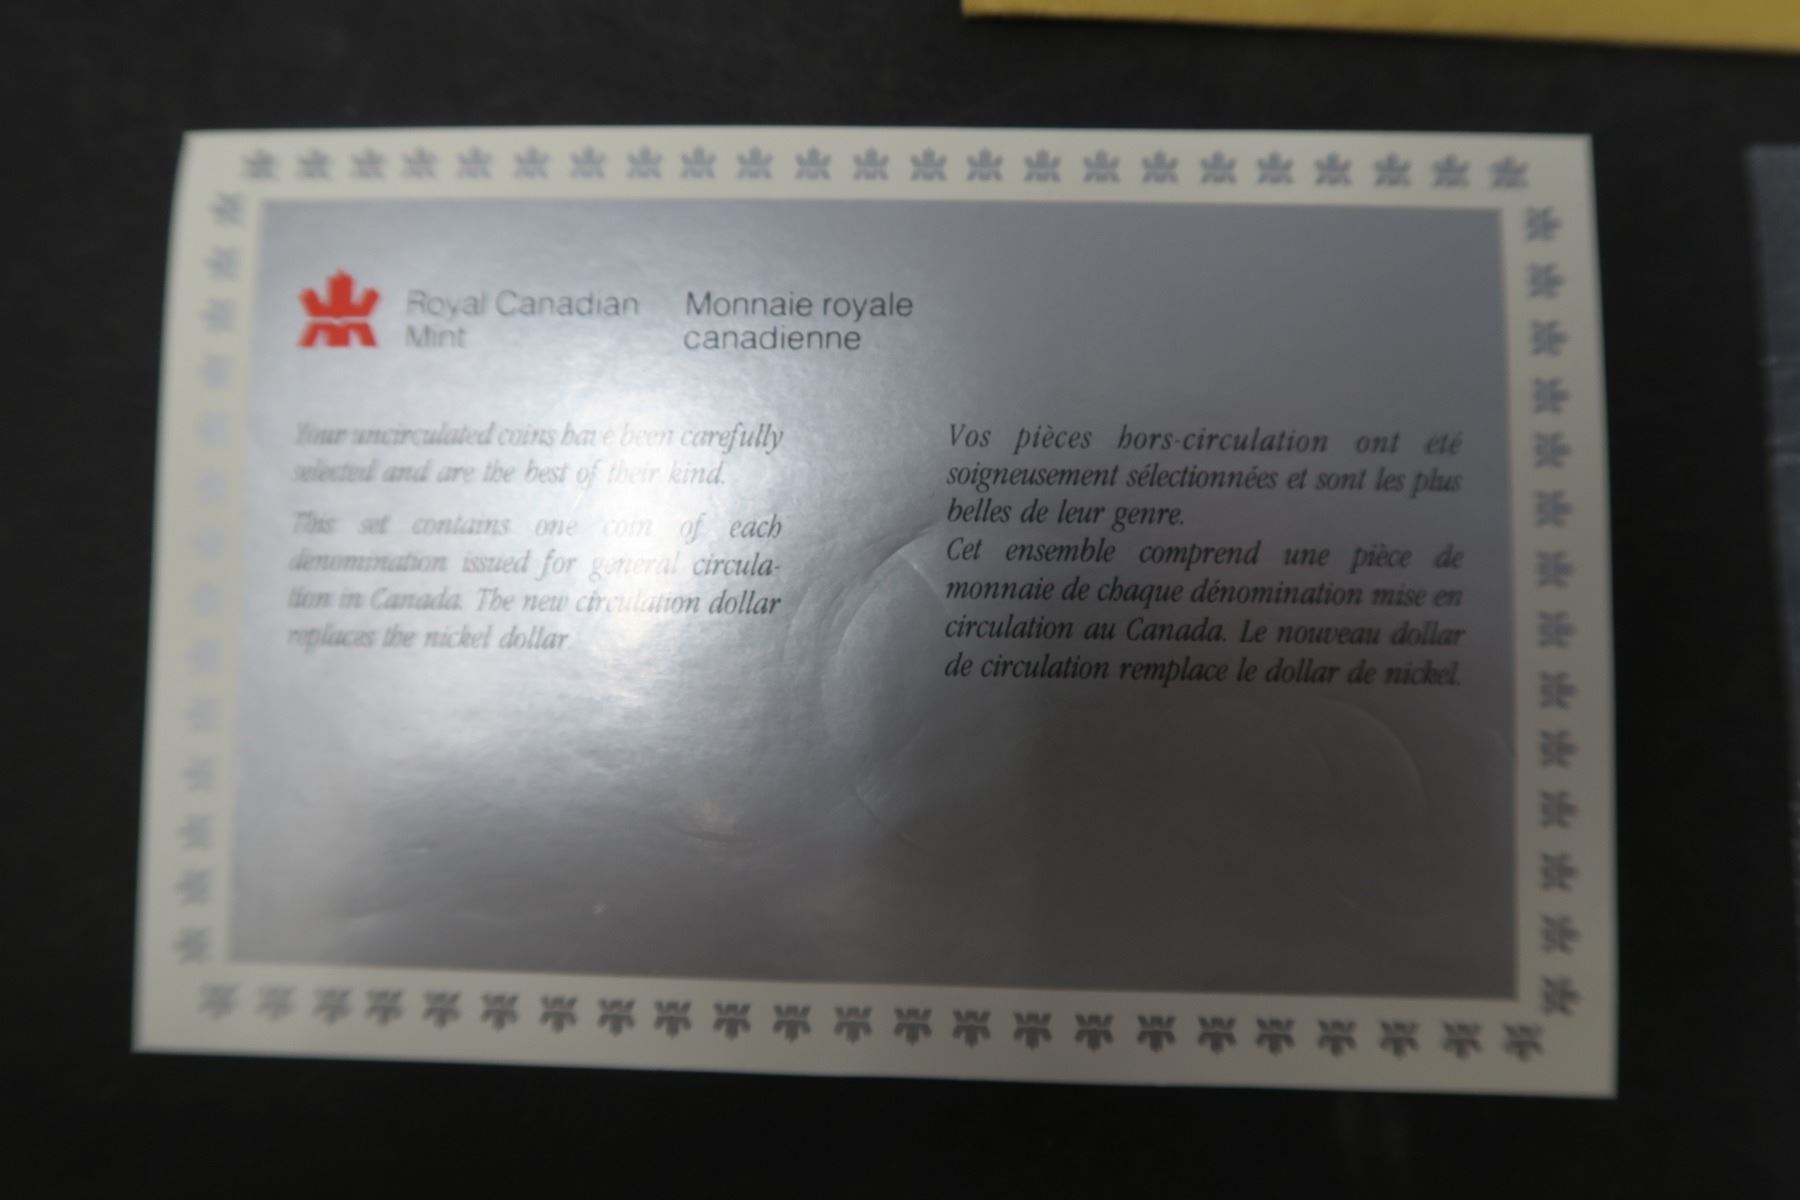 Royal Canadian
Mint
Monnaie royale
canadienne
Your uncirculated coins have been carefully
selected and are the best of their kind.
This set contains one coin of each
denomination issued for general circula-
tion in Canada. The new circulation dollar
replaces the nickel dollar
Vos pièces hors-circulation ont été
soigneusement sélectionnées et sont les plus
belles de leur genre.
Cet ensemble comprend une pièce de
monnaie de chaque dénomination mise en
circulation au Canada. Le nouveau dollar
de circulation remplace le dollar de nickel.